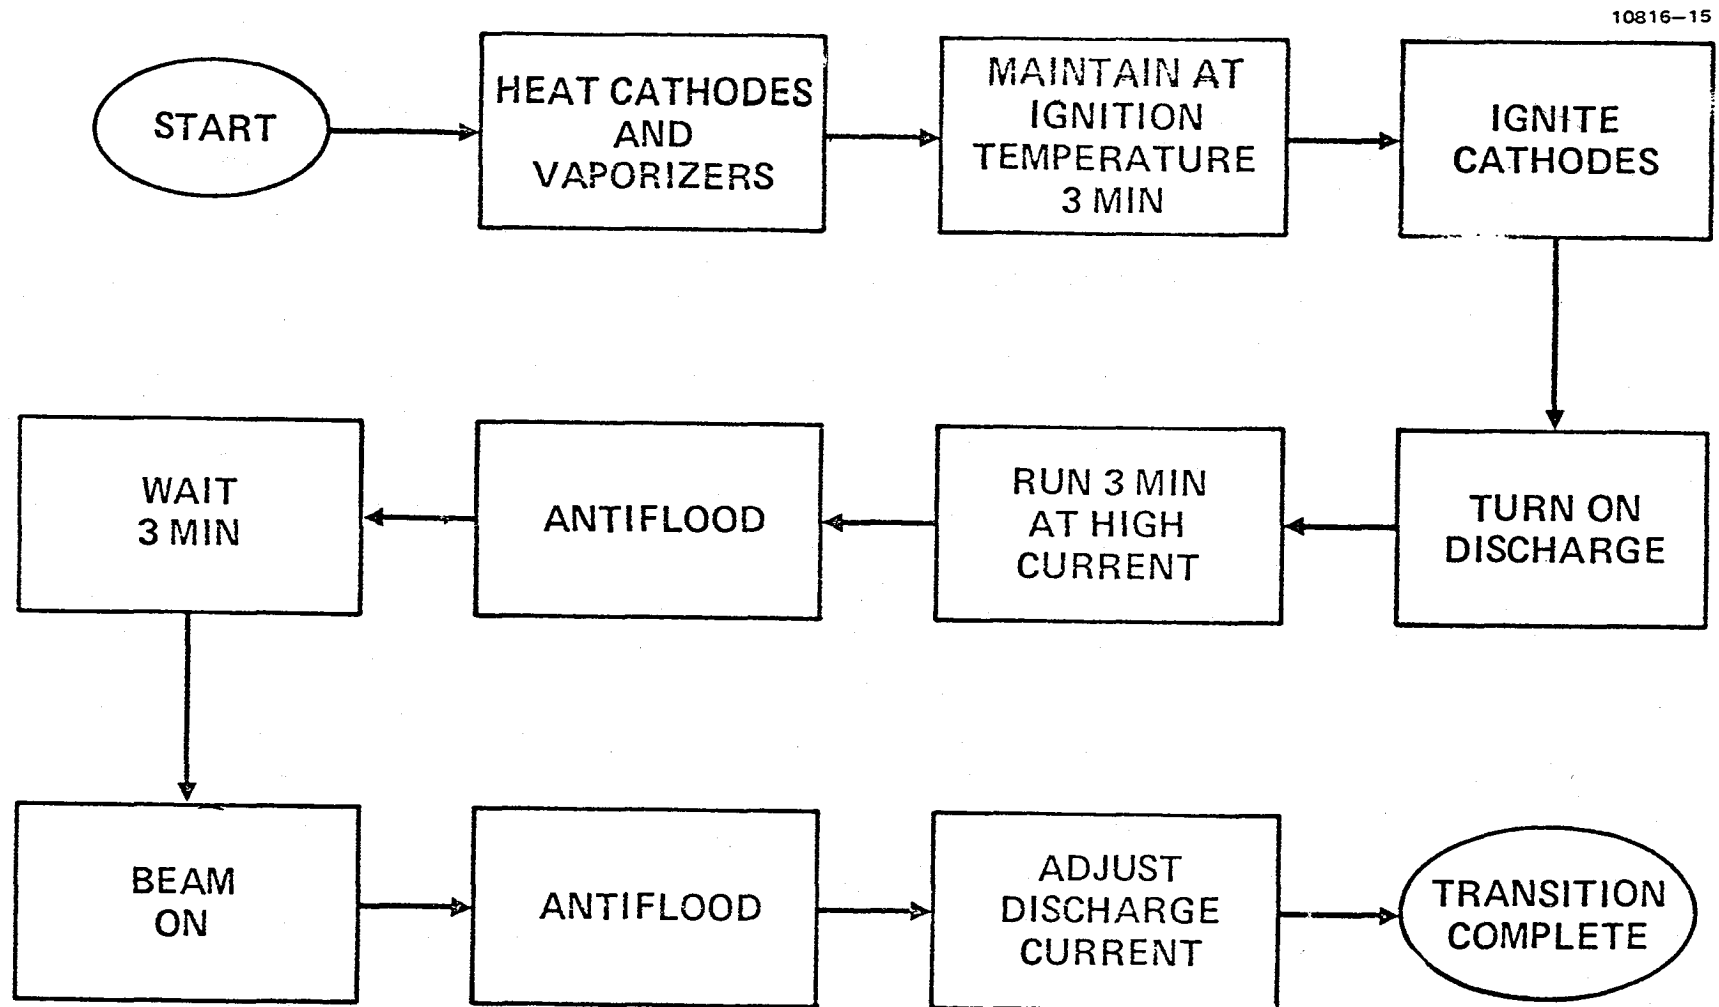 10816-15
START
HEAT CATHODES
AND
VAPORIZERS
MAINTAIN AT
IGNITION
TEMPERATURE
3 MIN
IGNITE
CATHODES
TURN ON
DISCHARGE
RUN 3 MIN
AT HIGH
CURRENT
ANTIFLOOD
WAIT
3 MIN
BEAM
ON
ANTIFLOOD
ADJUST
DISCHARGE
CURRENT
TRANSITION
COMPLETE